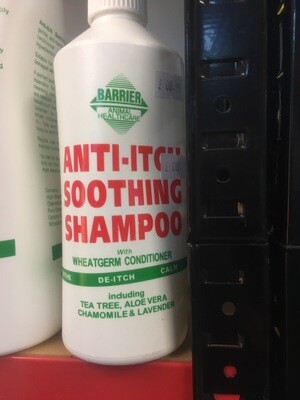 BARRIER
ANIMAL
HEALTHCARE
ANTI-ITCH
SOOTHING
SHAMPOO
with
WHEATGERM CONDITIONER
DE-ITCH CALM
including
TEA TREE, ALOE VERA
CHAMOMILE & LAVENDER